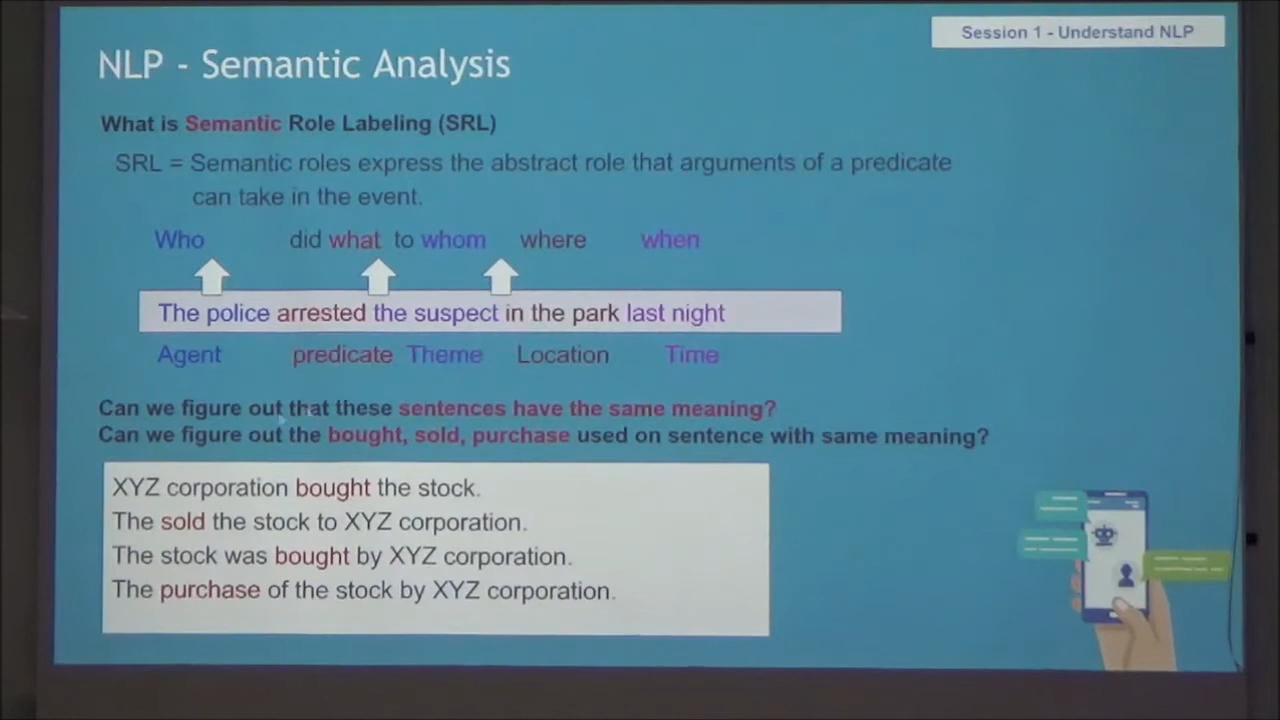 Session 1 - Understand NLP
NLP - Semantic Analysis
What is Semantic Role Labeling (SRL)
SRL = Semantic roles express the abstract role that arguments of a predicate
can take in the event.
Who did what to whom where when
The police arrested the suspect in the park last night
Agent predicate Theme Location Time
Can we figure out that these sentences have the same meaning?
Can we figure out the bought, sold, purchase used on sentence with same meaning?
XYZ corporation bought the stock.
The sold the stock to XYZ corporation.
The stock was bought by XYZ corporation.
The purchase of the stock by XYZ corporation.